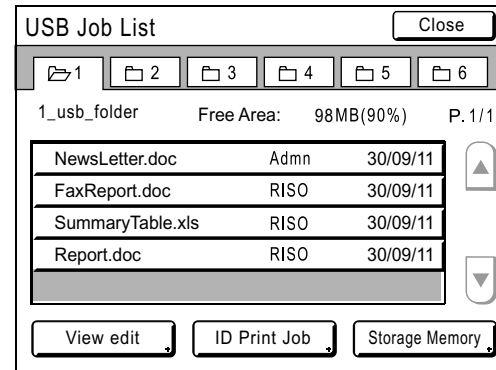 USB Job List Close
1 2 3 4 5 6
1_usb_folder Free Area: 98MB(90%) P. 1/1
NewsLetter.doc Admn 30/09/11
FaxReport.doc RISO 30/09/11
SummaryTable.xls RISO 30/09/11
Report.doc RISO 30/09/11
View edit ID Print Job Storage Memory